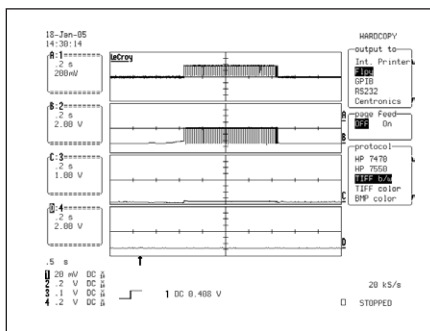 18-Jan-05
14:30:14
HARDCOPY
output to
Int. Printer
Flpy
GPIB
RS232
Centronics
page Feed
OFF On
protocol
HP 7470
HP 7550
TIFF b/w
TIFF color
BMP color
LeCroy
A:1
.2 s
200mV
B:2
.2 s
2.00 V
C:3
.2 s
1.00 V
D:4
.2 s
2.00 V
A
B
C
D
.5 s
1 20 mV DC
2 .2 V DC
3 .1 V DC
4 .2 V DC
1 DC 0.408 V
20 kS/s
STOPPED